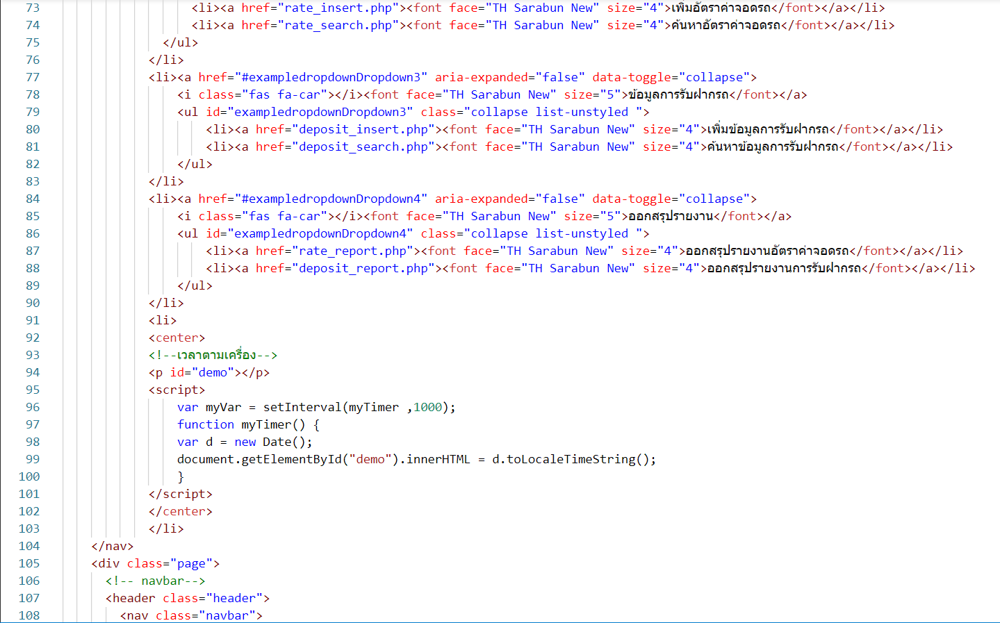 73 <li><a href="rate_insert.php"><font face="TH Sarabun New" size="4">เพิ่มอัตราค่าจอดรถ</font></a></li>
74 <li><a href="rate_search.php"><font face="TH Sarabun New" size="4">ค้นหาอัตราค่าจอดรถ</font></a></li>
75 </ul>
76 </li>
77 <li><a href="#exampledropdownDropdown3" aria-expanded="false" data-toggle="collapse">
78 <i class="fas fa-car"></i><font face="TH Sarabun New" size="5">ข้อมูลการรับฝากรถ</font></a>
79 <ul id="exampledropdownDropdown3" class="collapse list-unstyled ">
80 <li><a href="deposit_insert.php"><font face="TH Sarabun New" size="4">เพิ่มข้อมูลการรับฝากรถ</font></a></li>
81 <li><a href="deposit_search.php"><font face="TH Sarabun New" size="4">ค้นหาข้อมูลการรับฝากรถ</font></a></li>
82 </ul>
83 </li>
84 <li><a href="#exampledropdownDropdown4" aria-expanded="false" data-toggle="collapse">
85 <i class="fas fa-car"></i><font face="TH Sarabun New" size="5">ออกสรุปรายงาน</font></a>
86 <ul id="exampledropdownDropdown4" class="collapse list-unstyled ">
87 <li><a href="rate_report.php"><font face="TH Sarabun New" size="4">ออกสรุปรายงานอัตราค่าจอดรถ</font></a></li>
88 <li><a href="deposit_report.php"><font face="TH Sarabun New" size="4">ออกสรุปรายงานการรับฝากรถ</font></a></li>
89 </ul>
90 </li>
91 <li>
92 <center>
93 <!--เวลาตามเครื่อง-->
94 <p id="demo"></p>
95 <script>
96 var myVar = setInterval(myTimer ,1000);
97 function myTimer() {
98 var d = new Date();
99 document.getElementById("demo").innerHTML = d.toLocaleTimeString();
100 }
101 </script>
102 </center>
103 </li>
104 </nav>
105 <div class="page">
106 <!-- navbar-->
107 <header class="header">
108 <nav class="navbar">